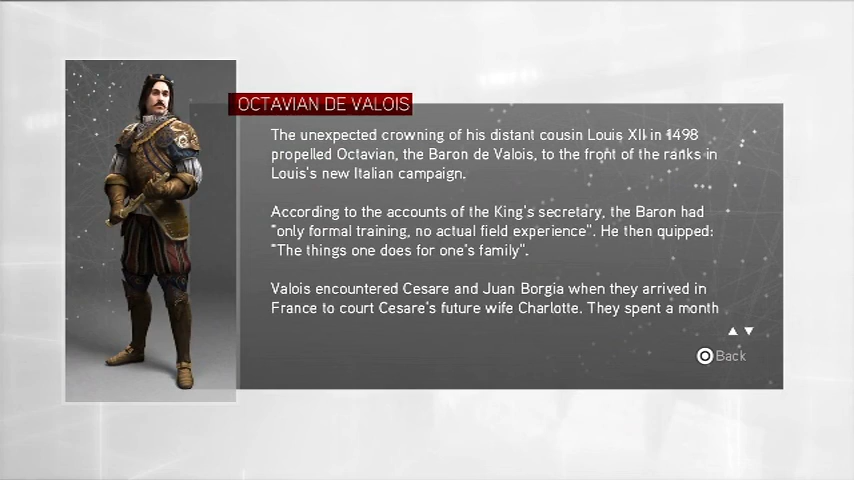 OCTAVIAN DE VALOIS
The unexpected crowning of his distant cousin Louis XII in 1498
propelled Octavian, the Baron de Valois, to the front of the ranks in
Louis's new Italian campaign.
According to the accounts of the King's secretary, the Baron had
"only formal training, no actual field experience". He then quipped:
"The things one does for one's family".
Valois encountered Cesare and Juan Borgia when they arrived in
France to court Cesare's future wife Charlotte. They spent a month
Back